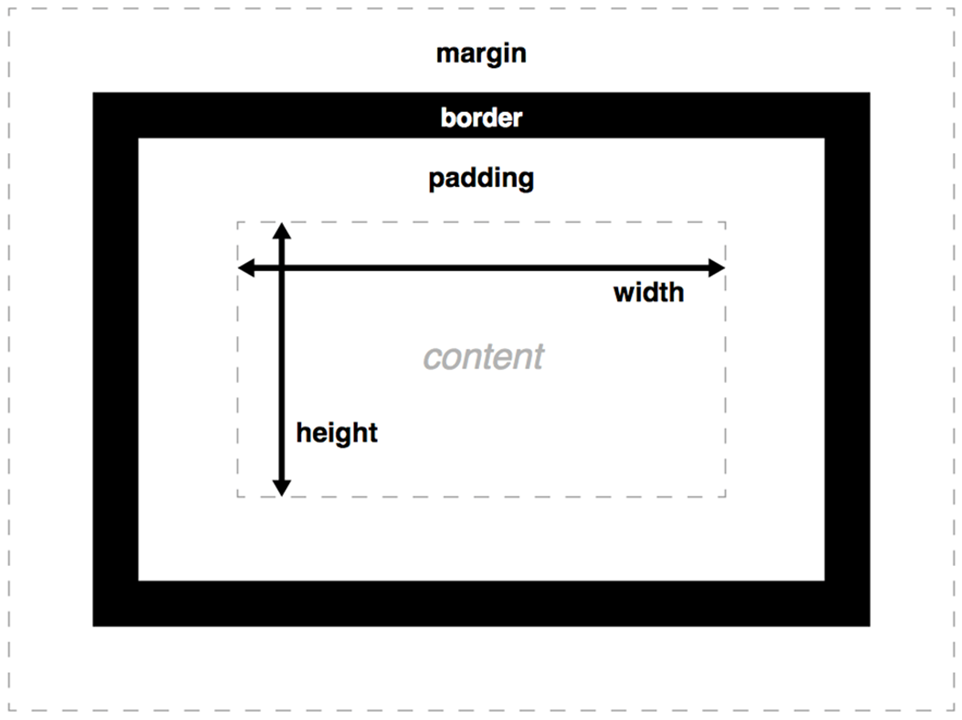 margin
border
padding
width
content
height